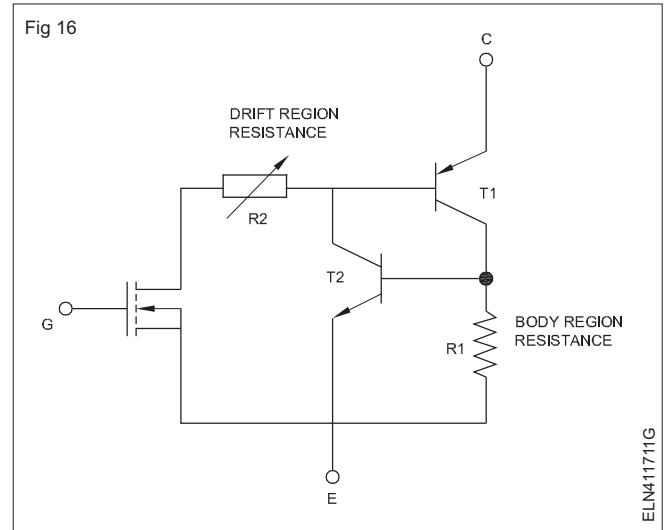 Fig 16
C
DRIFT REGION
RESISTANCE
T1
R2
T2
G
R1
BODY REGION
RESISTANCE
E
ELN411711G